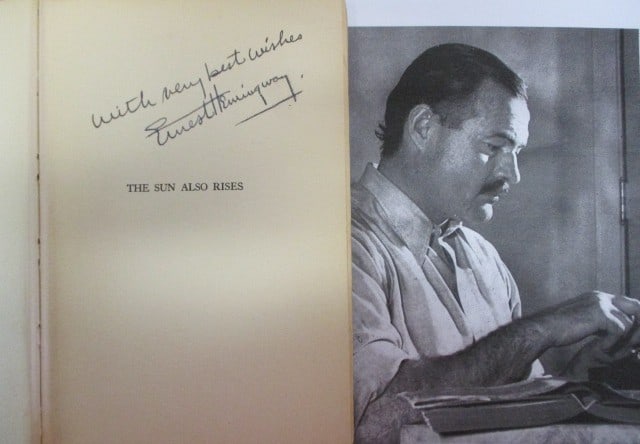 with very best wishes
Ernest Hemingway.
THE SUN ALSO RISES